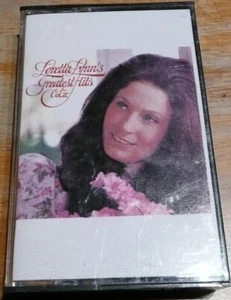 Loretta Lynn's
Greatest Hits
Vol. II